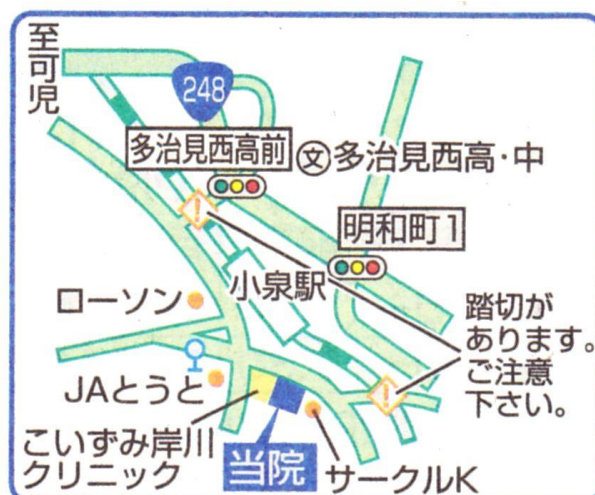 至可児
248
多治見西高前
文多治見西高・中
明和町1
小泉駅
ローソン
踏切が
あります。
ご注意
下さい。
JAとうと
こいずみ岸川
クリニック
当院
サークルK